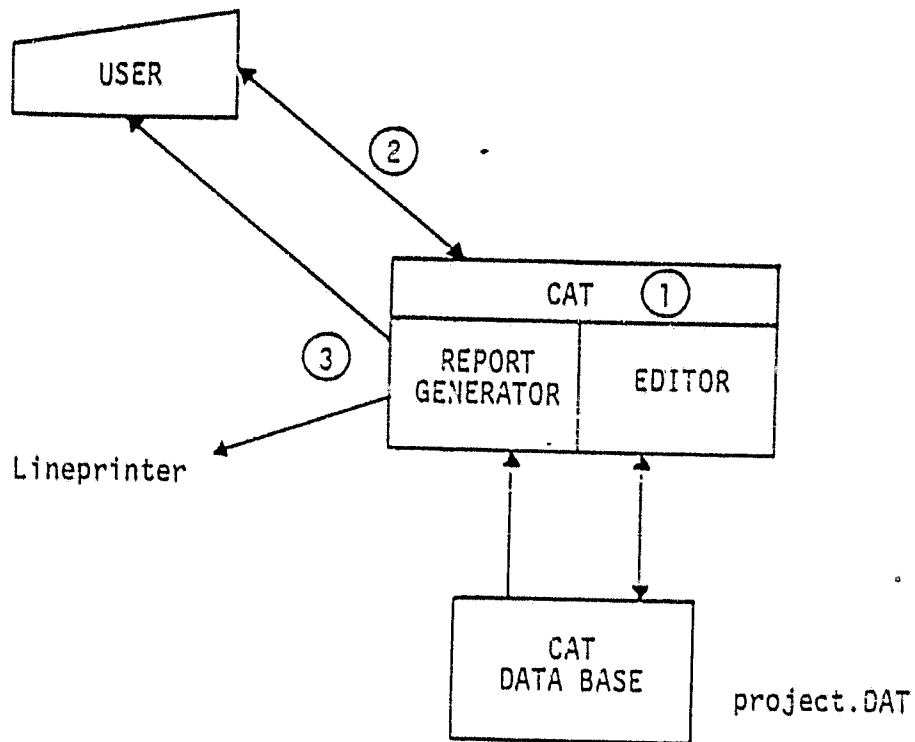 USER
2
CAT 1
3
REPORT
GENERATOR
EDITOR
Lineprinter
CAT
DATA BASE
project.DAT